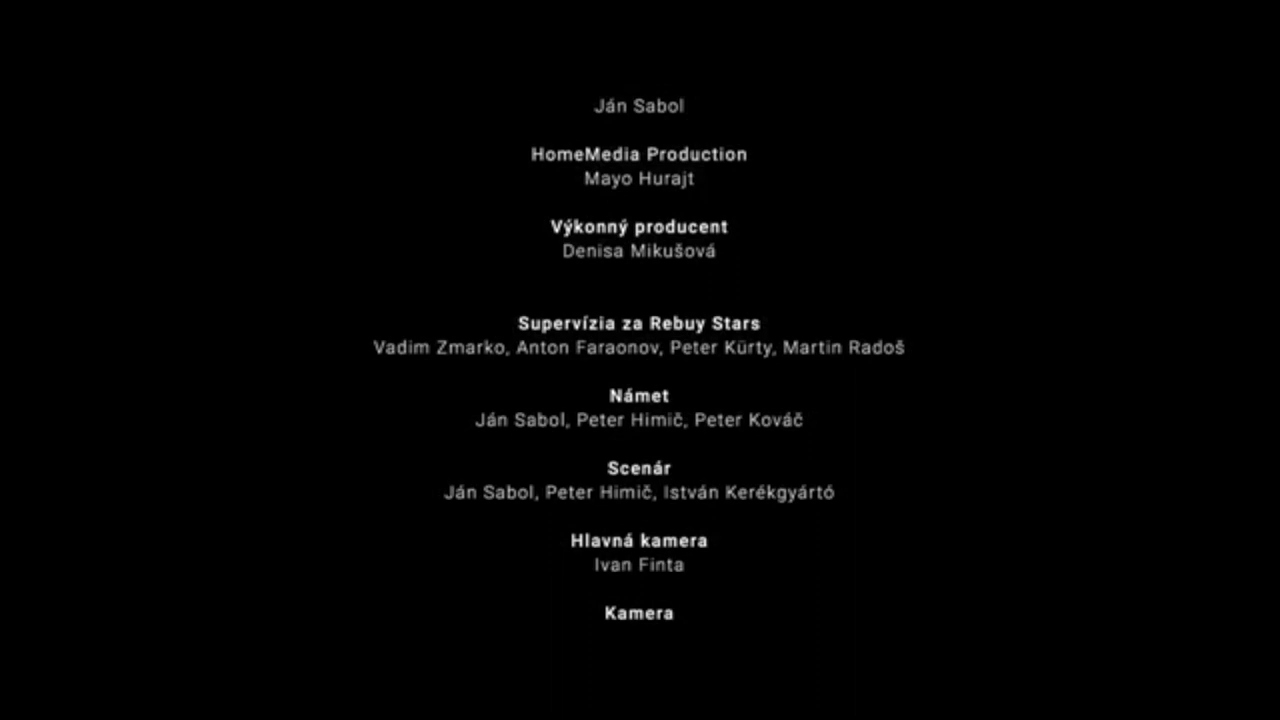 Ján Sabol
HomeMedia Production
Mayo Hurajt
Výkonný producent
Denisa Mikušová
Supervízia za Rebuy Stars
Vadim Zmarko, Anton Faraonov, Peter Kürty, Martin Radoš
Námet
Ján Sabol, Peter Himič, Peter Kováč
Scenár
Ján Sabol, Peter Himič, István Kerékgyártó
Hlavná kamera
Ivan Finta
Kamera